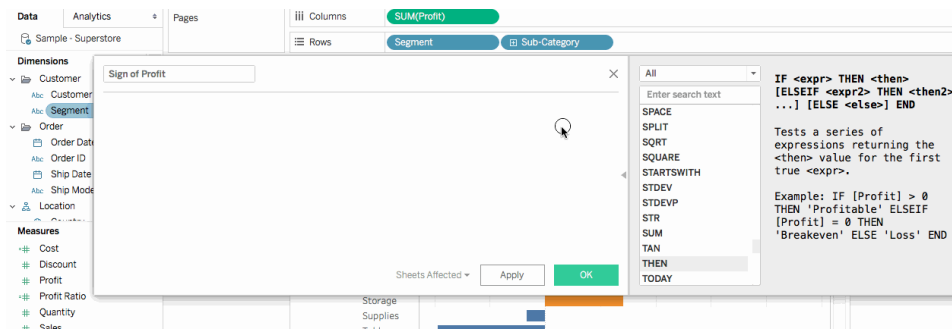 Data
Analytics
Pages
Columns
SUM(Profit)
Sample - Superstore
Rows
Segment
Sub-Category
Dimensions
Customer
Abc Customer
Abc Segment
Order
Order Date
Abc Order ID
Ship Date
Abc Ship Mode
Location
Measures
Cost
Discount
Profit
Profit Ratio
Quantity
Sales
Sign of Profit
Sheets Affected
Apply
OK
All
Enter search text
SPACE
SPLIT
SQRT
SQUARE
STARTSWITH
STDEV
STDEVP
STR
SUM
TAN
THEN
TODAY
IF <expr> THEN <then>
[ELSEIF <expr2> THEN <then2>
...] [ELSE <else>] END
Tests a series of
expressions returning the
<then> value for the first
true <expr>.
Example: IF [Profit] > 0
THEN 'Profitable' ELSEIF
[Profit] = 0 THEN
'Breakeven' ELSE 'Loss' END
Storage
Supplies